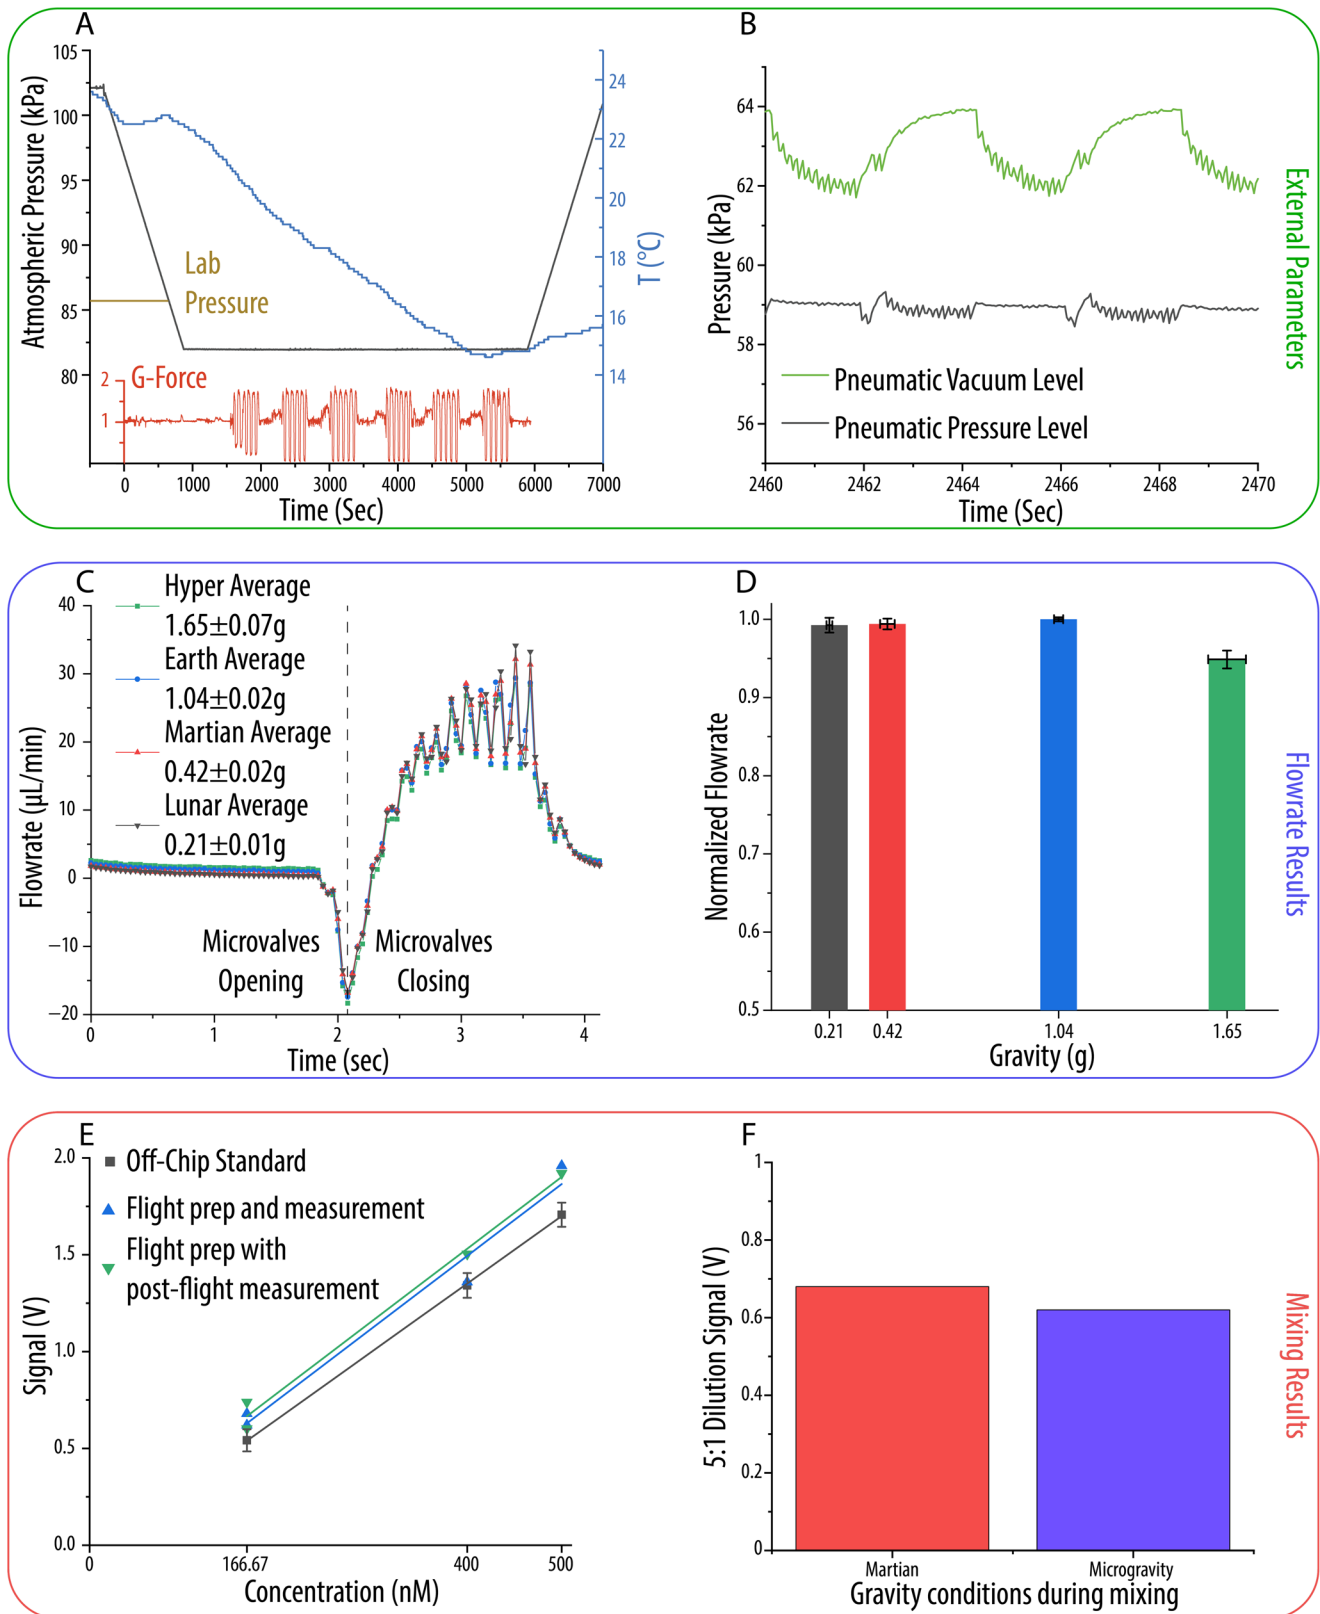 A
105
100
95
90
85
80
Atmospheric Pressure (kPa)
Lab
Pressure
G-Force
2
1
24
22
20
18
16
14
T (°C)
0
1000
2000
3000
4000
5000
6000
7000
Time (Sec)
B
64
62
60
58
56
Pressure (kPa)
Pneumatic Vacuum Level
Pneumatic Pressure Level
2460
2462
2464
2466
2468
2470
Time (Sec)
External Parameters
C
40
30
20
10
0
−10
−20
Flowrate (µL/min)
Hyper Average
1.65±0.07g
Earth Average
1.04±0.02g
Martian Average
0.42±0.02g
Lunar Average
0.21±0.01g
Microvalves
Opening
Microvalves
Closing
0
1
2
3
4
Time (sec)
D
1.0
0.9
0.8
0.7
0.6
0.5
Normalized Flowrate
0.21
0.42
1.04
1.65
Gravity (g)
Flowrate Results
E
2.0
1.5
1.0
0.5
0.0
Signal (V)
Off-Chip Standard
Flight prep and measurement
Flight prep with
post-flight measurement
0
166.67
400
500
Concentration (nM)
F
1
0.8
0.6
0.4
0.2
0
5:1 Dilution Signal (V)
Martian
Microgravity
Gravity conditions during mixing
Mixing Results